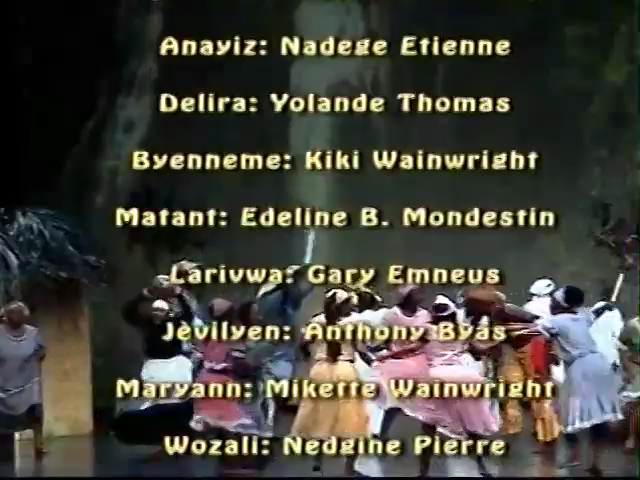 Anayiz: Nadege Etienne
Delira: Yolande Thomas
Byenneme: Kiki Wainwright
Matant: Edeline B. Mondestin
Larivwa: Gary Emneus
Jevilyen: Anthony Byas
Maryann: Mikette Wainwright
Wozali: Nedgine Pierre